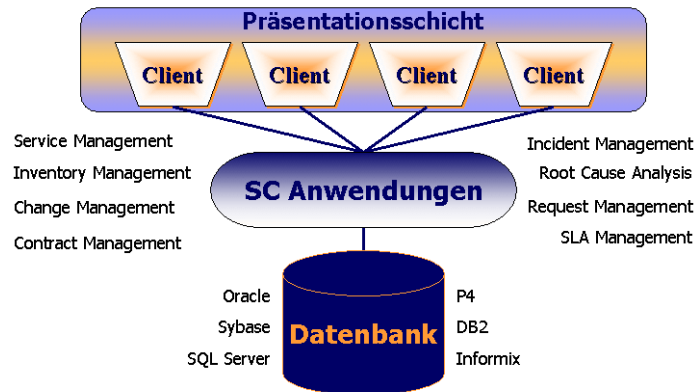 Präsentationsschicht
Client
Client
Client
Client
Service Management
Inventory Management
Change Management
Contract Management
SC Anwendungen
Incident Management
Root Cause Analysis
Request Management
SLA Management
Oracle
Sybase
SQL Server
Datenbank
P4
DB2
Informix